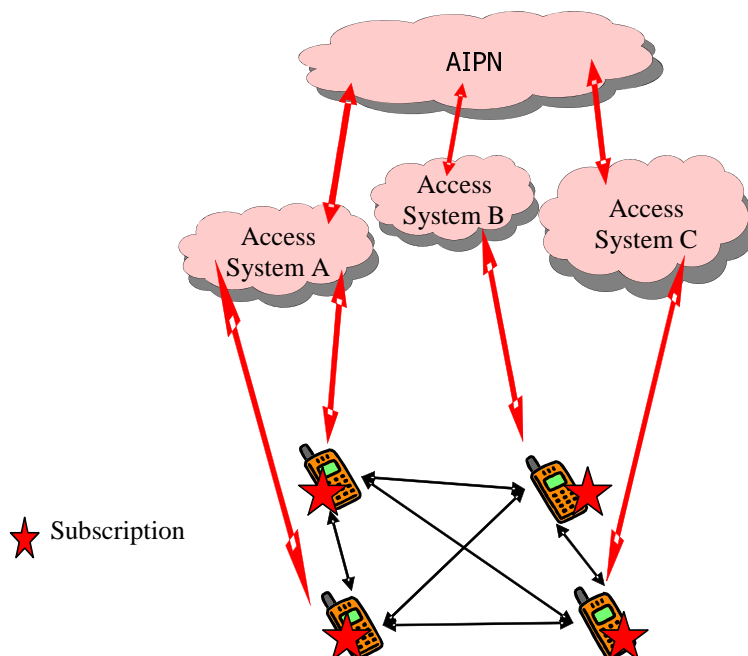 AIPN
Access
System B
Access
System A
Access
System C
Subscription